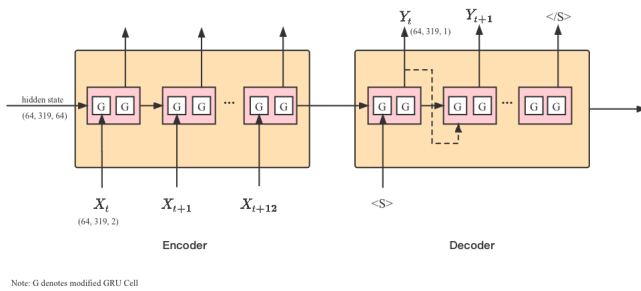 Y_t
(64, 319, 1)
Y_{t+1}
</S>
hidden state
(64, 319, 64)
G G
G G
...
G G
G G
G G
...
G G
X_t
(64, 319, 2)
X_{t+1}
X_{t+12}
<S>
Encoder
Decoder
Note: G denotes modified GRU Cell